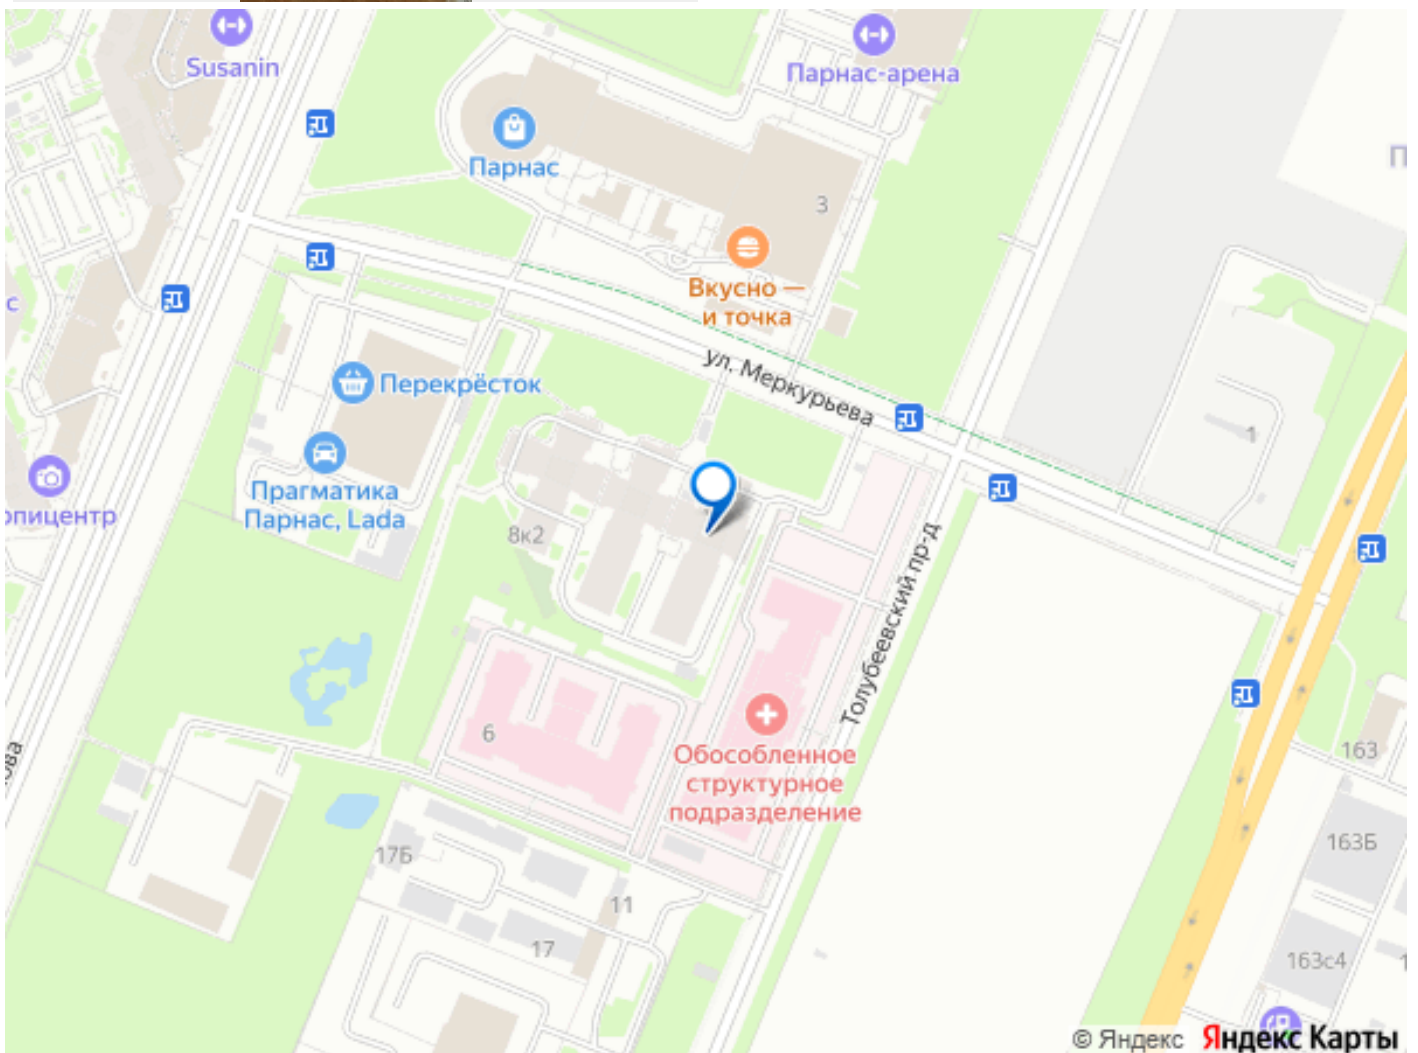 Susanin
Парнас-арена
Парнас
3
Вкусно —
и точка
ул. Меркурьева
с
Перекрёсток
1
Прагматика
Парнас, Lada
опицентр
8к2
Толубеевский пр-д
6
Обособленное
структурное
подразделение
163
163Б
17Б
11
17
163с4
© Яндекс Яндекс Карты